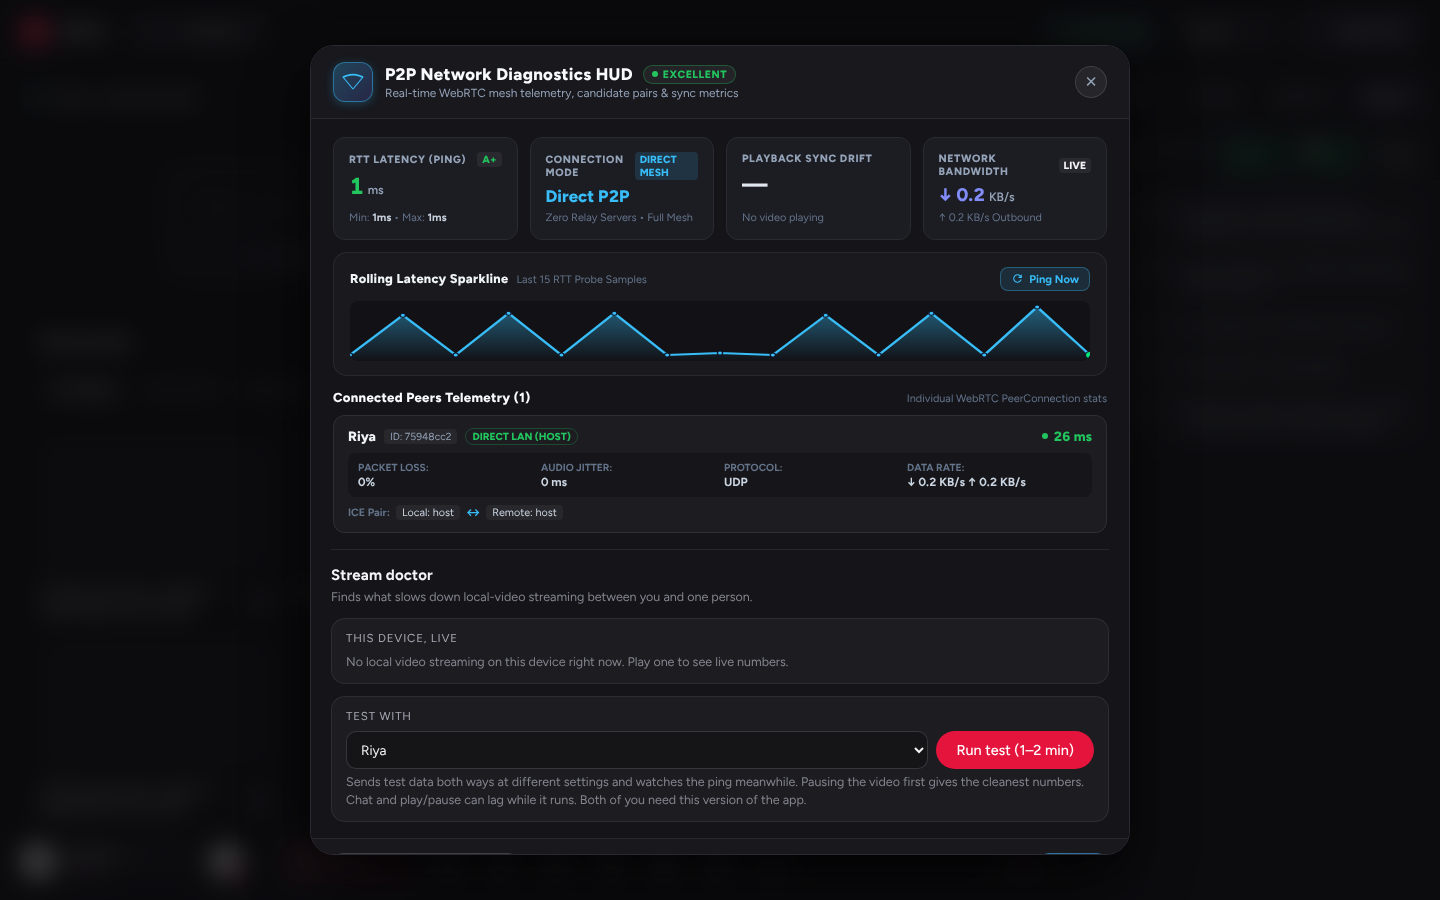 P2P Network Diagnostics HUD
EXCELLENT
Real-time WebRTC mesh telemetry, candidate pairs & sync metrics
RTT LATENCY (PING) A+
1 ms
Min: 1ms • Max: 1ms
CONNECTION MODE
DIRECT MESH
Direct P2P
Zero Relay Servers • Full Mesh
PLAYBACK SYNC DRIFT
—
No video playing
NETWORK BANDWIDTH
LIVE
↓ 0.2 KB/s
↑ 0.2 KB/s Outbound
Rolling Latency Sparkline Last 15 RTT Probe Samples
Ping Now
Connected Peers Telemetry (1)
Individual WebRTC PeerConnection stats
Riya ID: 75948cc2 DIRECT LAN (HOST)
26 ms
PACKET LOSS:
0%
AUDIO JITTER:
0 ms
PROTOCOL:
UDP
DATA RATE:
↓ 0.2 KB/s ↑ 0.2 KB/s
ICE Pair: Local: host ↔ Remote: host
Stream doctor
Finds what slows down local-video streaming between you and one person.
THIS DEVICE, LIVE
No local video streaming on this device right now. Play one to see live numbers.
TEST WITH
Riya
Run test (1–2 min)
Sends test data both ways at different settings and watches the ping meanwhile. Pausing the video first gives the cleanest numbers.
Chat and play/pause can lag while it runs. Both of you need this version of the app.